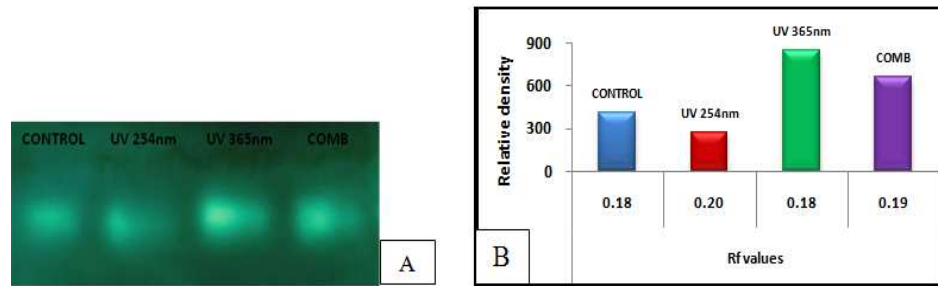 CONTROL UV 254nm UV 365nm COMB
A
Relative density
900
600
300
0
CONTROL
UV 254nm
UV 365nm
COMB
0.18 0.20 0.18 0.19
Rf values
B